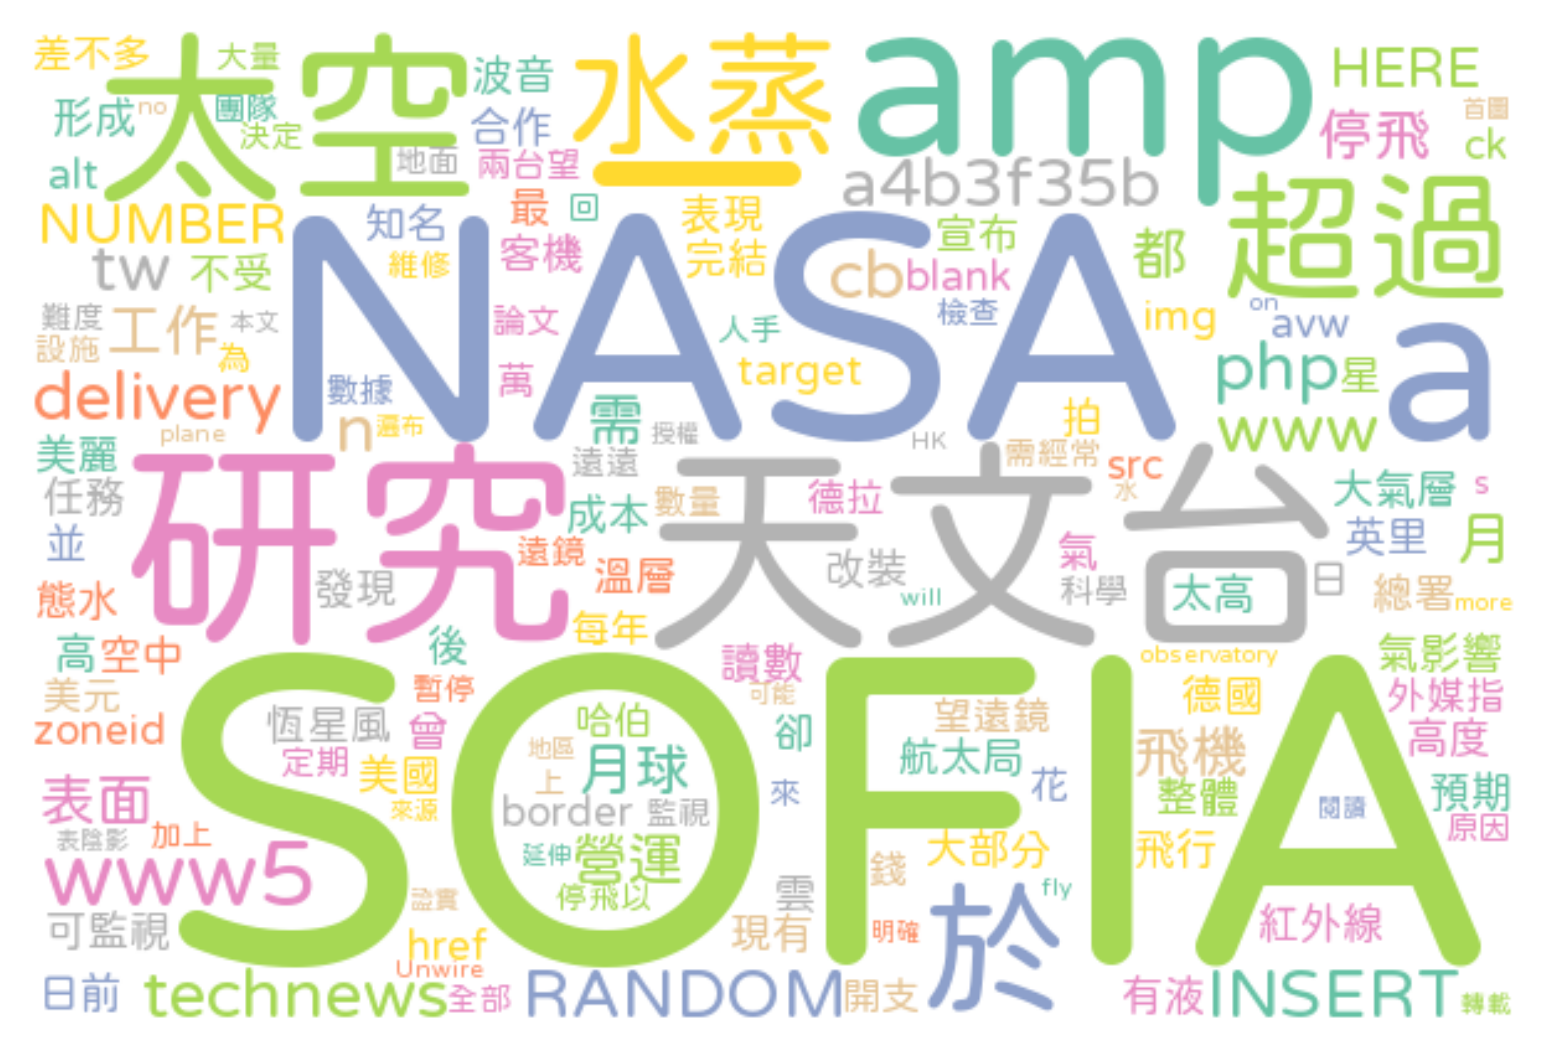 差不多 大量 太空 波音 水蒸 amp HERE
形成 no 團隊 合作 停飛 首圖
決定 地面 兩台望 ck
alt a4b3f35b
NUMBER 知名 最 回 表現 宣布 都 超過
tw 不受 維修 客機 完結 cb blank
NASA
難度 工作 本文 論文 人手 檢查 img on avw a
設施 為 target php 星
delivery 數據 萬 需 拍 www
plane n 遍布 授權 HK
美麗 研究 遠遠 天文台 需經常 src 大氣層 s
任務 成本 數量 德拉 水 英里 月
並 遠鏡 溫層 改裝 氣 日
態水 發現 will 科學 太高 總署 more
高 空中 後 每年 讀數 observatory 氣影響
美元 暫停 可能 德國 外媒指
SOFIA
zoneid 恆星風 曾 哈伯 卻 望遠鏡 飛機 高度
定期 美國 地區 月球 航太局
表面 來源 上 來 花 整體 預期
表陰影 加上 border 監視 閱讀 原因
www5 延伸 營運 錢 大部分 飛行
證實 停飛以 雲 fly
可監視 href 現有 明確 於 紅外線
Unwire
日前 technews 全部 RANDOM 開支 有液 INSERT 轉載